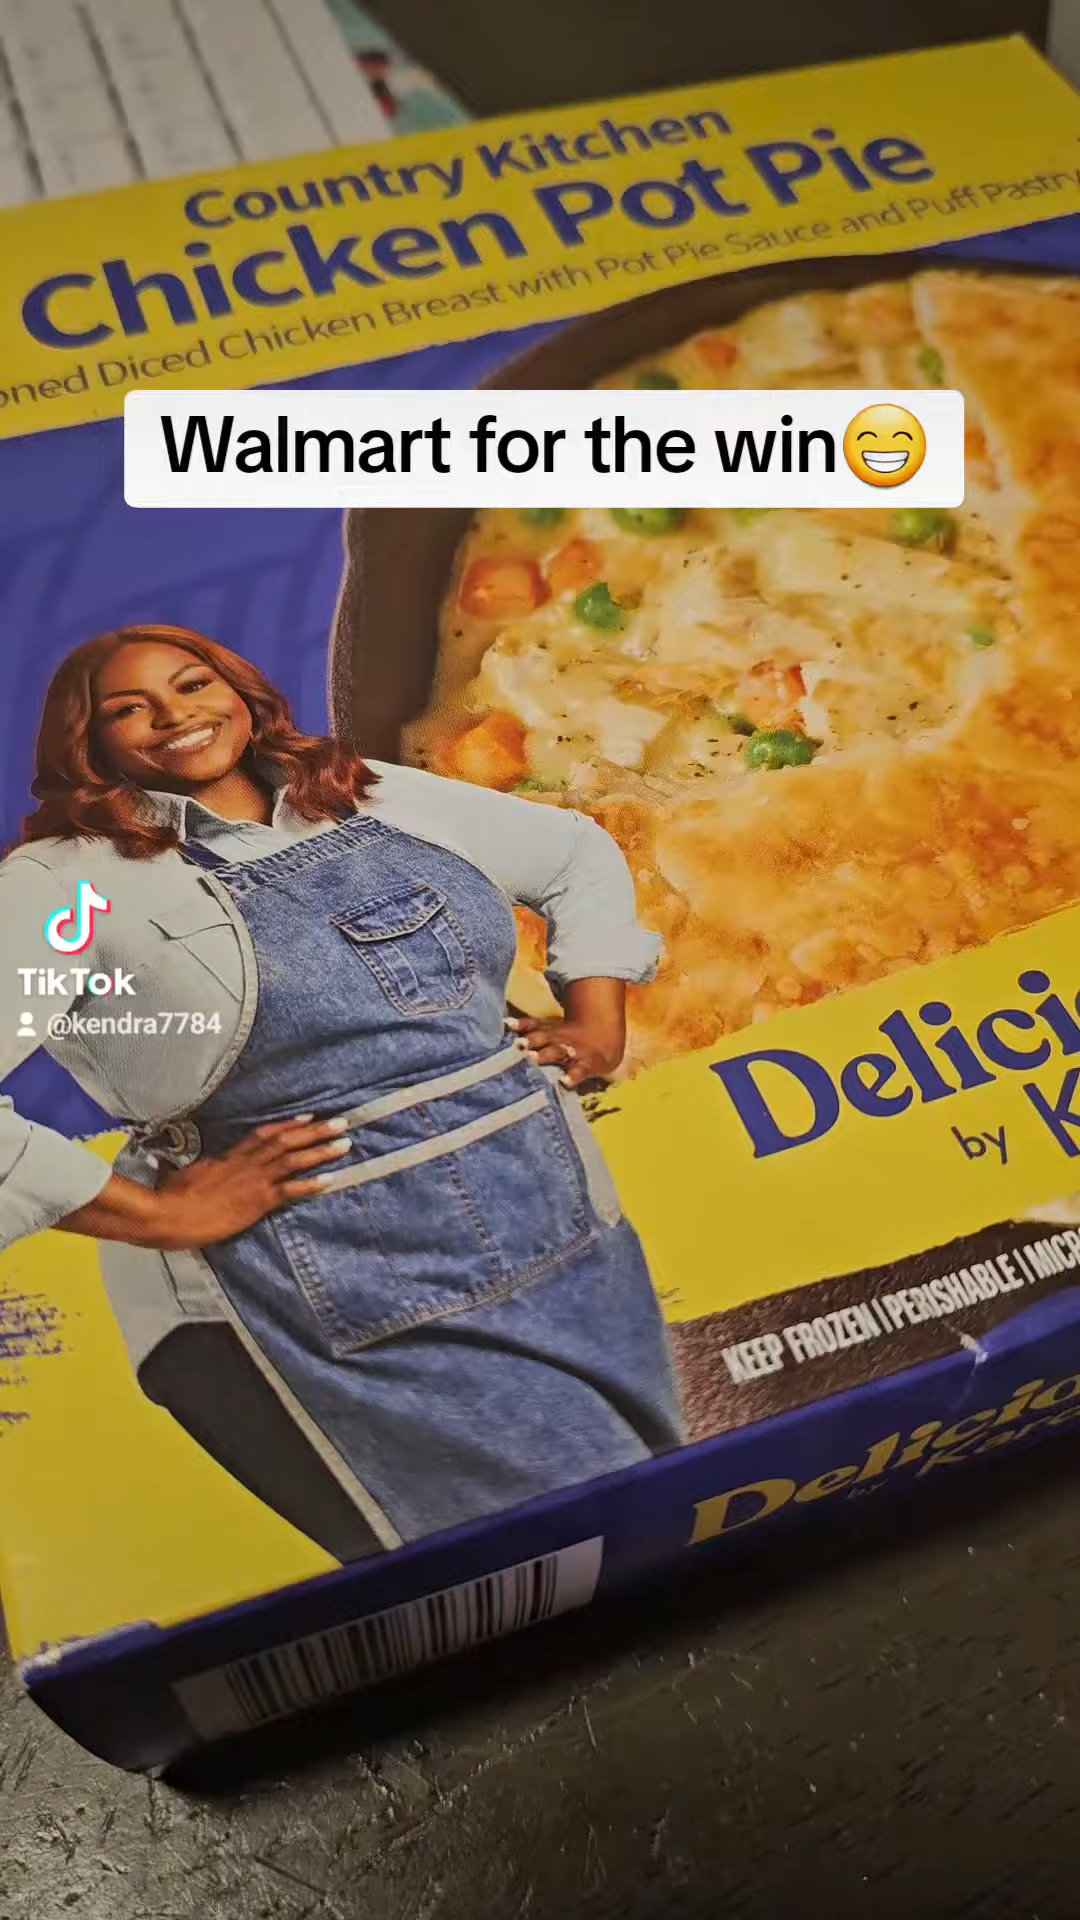 Country Kitchen
Chicken Pot Pie
Diced Chicken Breast with Pot Pie Sauce and Puff Pastry
Walmart for the win😁
TikTok
@kendra7784
by
KEEP FROZEN | PERISHABLE |
by